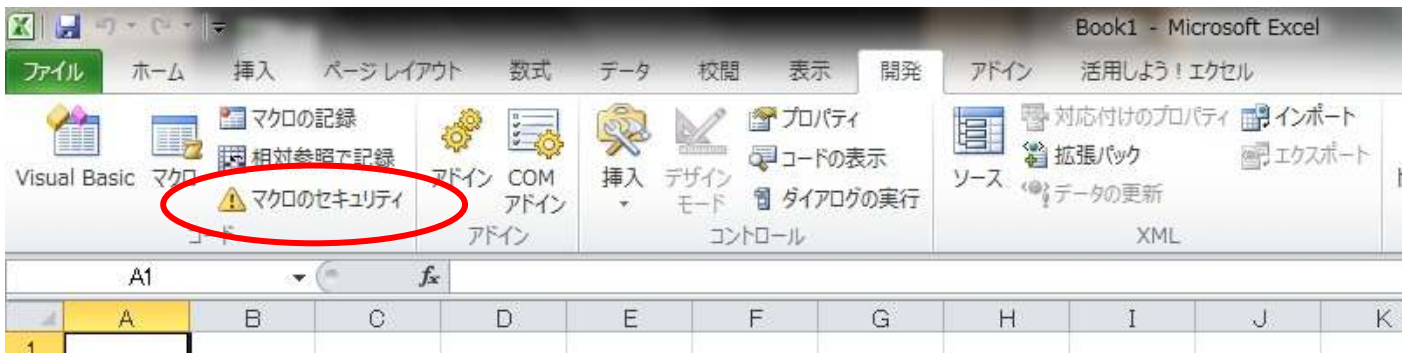 Book1 - Microsoft Excel
ファイル ホーム 挿入 ページ レイアウト 数式 データ 校閲 表示 開発 アドイン 活用しよう!エクセル
Visual Basic
マクロ
マクロの記録
相対参照で記録
マクロのセキュリティ
コード
アドイン
COM
アドイン
アドイン
挿入
デザイン
モード
プロパティ
コードの表示
ダイアログの実行
コントロール
ソース
対応付けのプロパティ
拡張パック
データの更新
インポート
エクスポート
XML
A1 fx
A B C D E F G H I J K
1